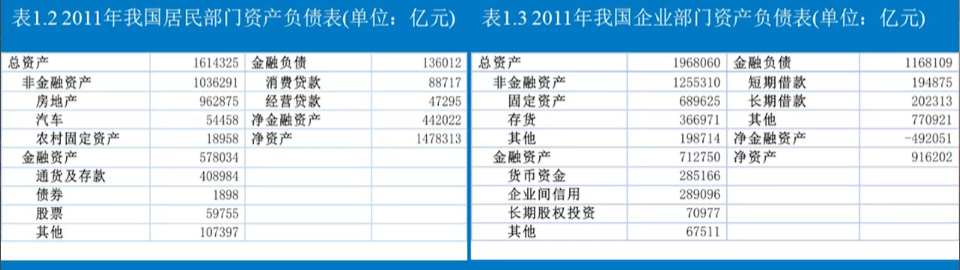 表1.2 2011年我国居民部门资产负债表(单位：亿元)
总资产 1614325 金融负债 136012
非金融资产 1036291 消费贷款 88717
房地产 962875 经营贷款 47295
汽车 54458 净金融资产 442022
农村固定资产 18958 净资产 1478313
金融资产 578034
通货及存款 408984
债券 1898
股票 59755
其他 107397
表1.3 2011年我国企业部门资产负债表(单位：亿元)
总资产 1968060 金融负债 1168109
非金融资产 1255310 短期借款 194875
固定资产 689625 长期借款 202313
存货 366971 其他 770921
其他 198714 净金融资产 -492051
金融资产 712750 净资产 916202
货币资金 285166
企业间信用 289096
长期股权投资 70977
其他 67511